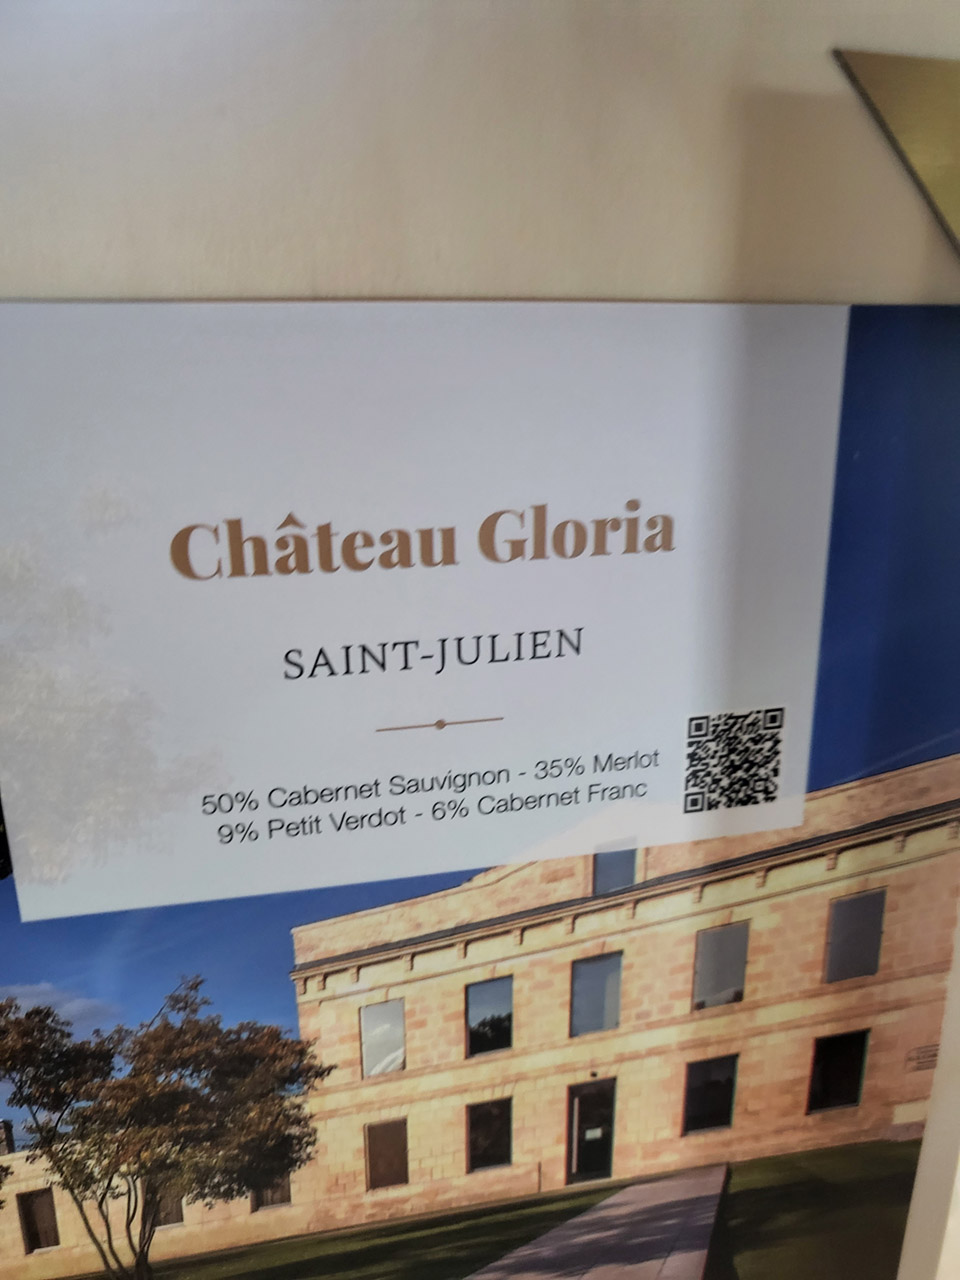 Château Gloria
SAINT-JULIEN
50% Cabernet Sauvignon - 35% Merlot
9% Petit Verdot - 6% Cabernet Franc